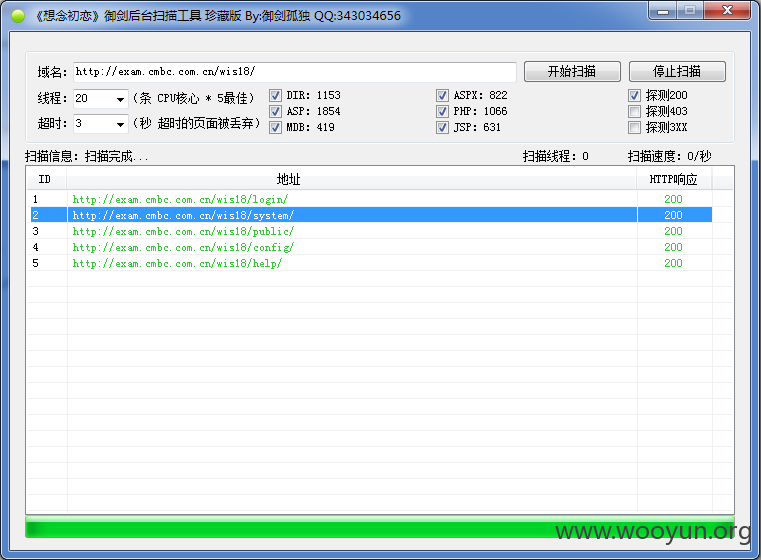 《想念初恋》御剑后台扫描工具 珍藏版 By:御剑孤独 QQ:343034656
域名: http://exam.cmbc.com.cn/wis18/ 开始扫描 停止扫描
线程: 20 (条 CPU核心 * 5最佳) DIR: 1153 ASPX: 822 探测200
ASP: 1854 PHP: 1066 探测403
超时: 3 (秒 超时的页面被丢弃) MDB: 419 JSP: 631 探测3XX
扫描信息: 扫描完成... 扫描线程: 0 扫描速度: 0/秒
ID 地址 HTTP响应
1 http://exam.cmbc.com.cn/wis18/login/ 200
2 http://exam.cmbc.com.cn/wis18/system/ 200
3 http://exam.cmbc.com.cn/wis18/public/ 200
4 http://exam.cmbc.com.cn/wis18/config/ 200
5 http://exam.cmbc.com.cn/wis18/help/ 200
www.wooyun.org